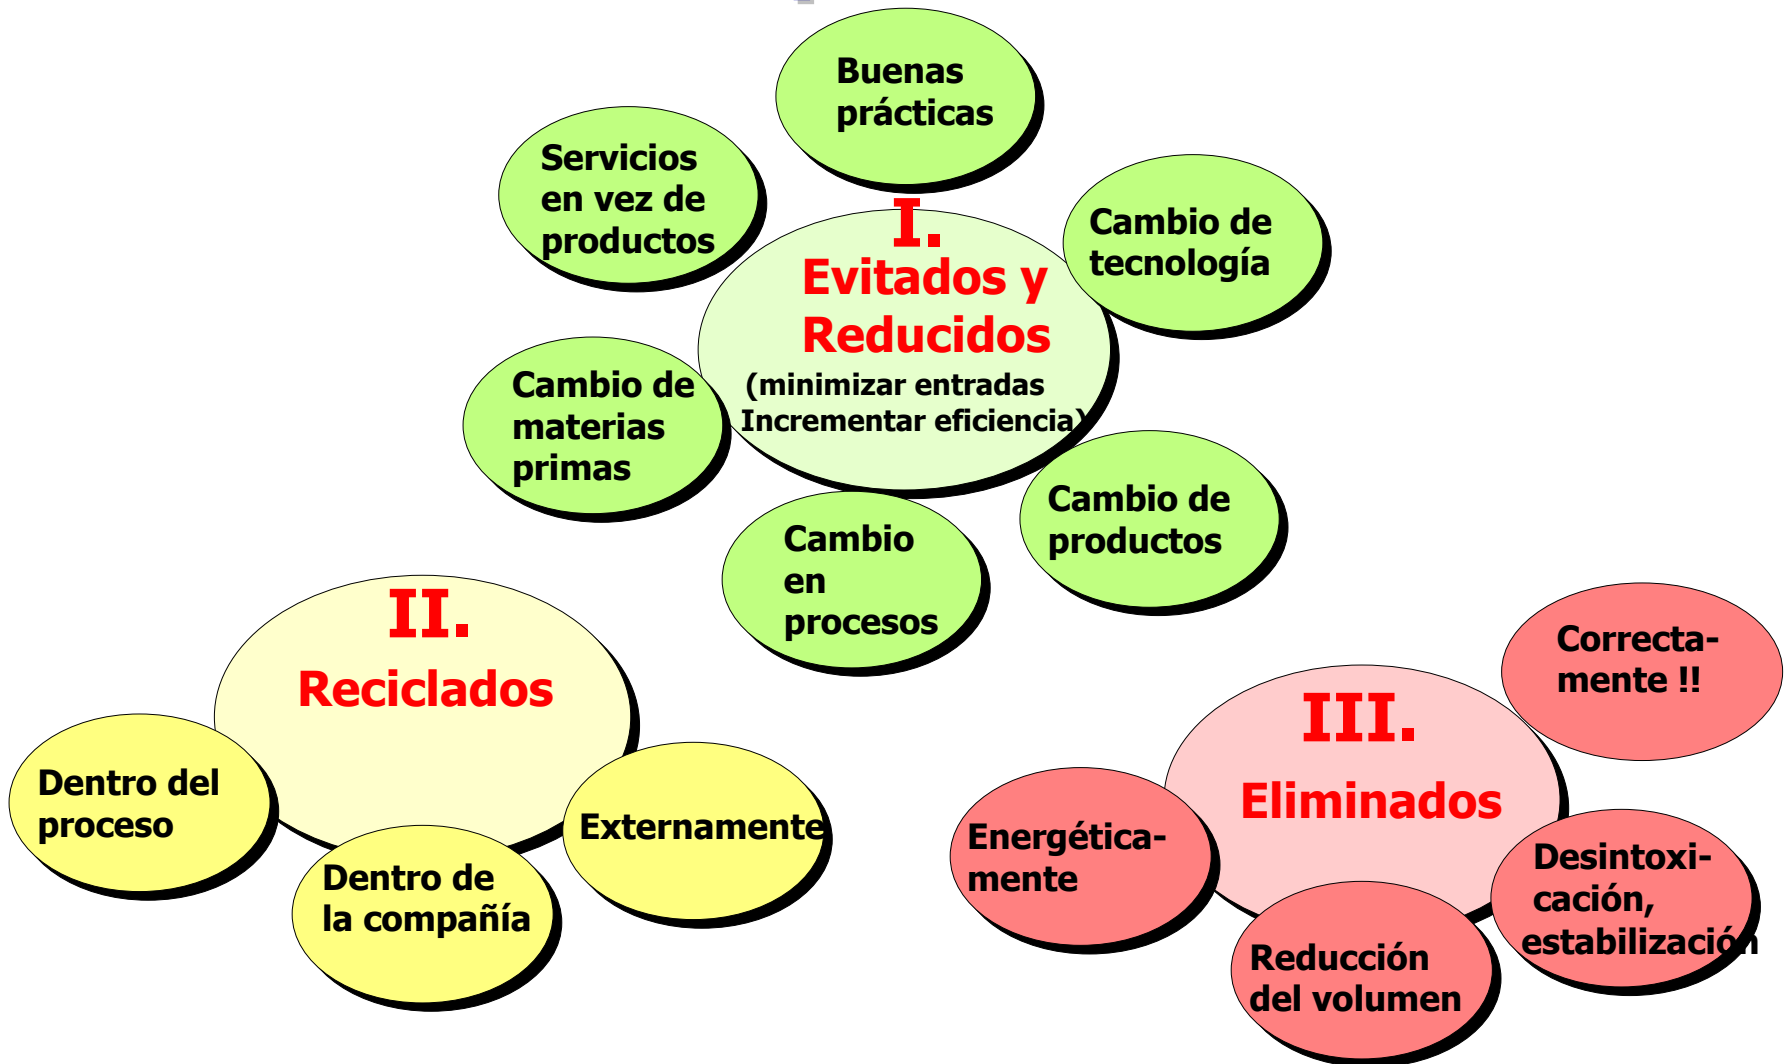 Buenas
prácticas
Servicios
en vez de
productos
Cambio de
tecnología
I.
Evitados y
Reducidos
(minimizar entradas
Incrementar eficiencia)
Cambio de
materias
primas
Cambio de
productos
Cambio
en
procesos
II.
Reciclados
Dentro del
proceso
Dentro de
la compañía
Externamente
III.
Eliminados
Correcta-
mente !!
Energética-
mente
Desintoxi-
cación,
estabilización
Reducción
del volumen